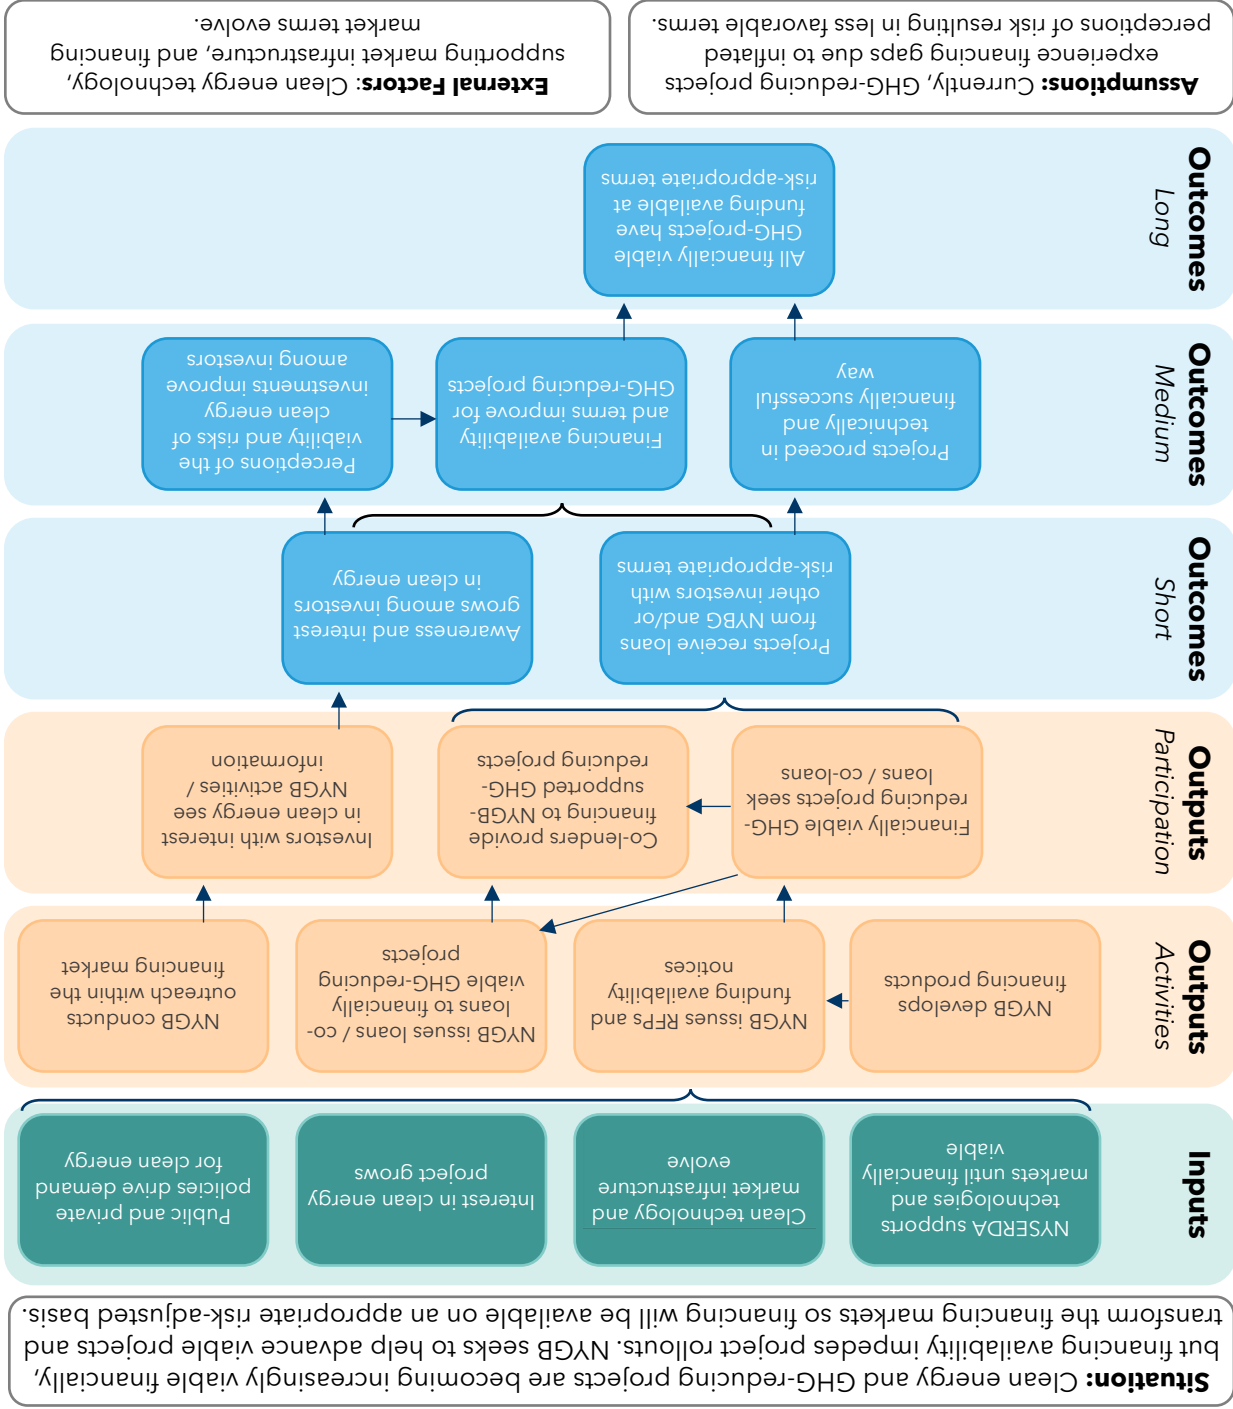 Situation: Clean energy and GHG-reducing projects are becoming increasingly viable financially,
but financing availability impedes project rollouts. NYGB seeks to help advance viable projects and
transform the financing markets so financing will be available on an appropriate risk-adjusted basis.
Inputs
NYSERDA supports
technologies and
markets until financially
viable
Clean technology and
market infrastructure
evolve
Interest in clean energy
project grows
Public and private
policies drive demand
for clean energy
Outputs
Activities
NYGB develops
financing products
NYGB issues RFPs and
funding availability
notices
NYGB issues loans / co-
loans to financially
viable GHG-reducing
projects
NYGB conducts
outreach within the
financing market
Outputs
Participation
Financially viable GHG-
reducing projects seek
loans / co-loans
Co-lenders provide
financing to NYGB-
supported GHG-
reducing projects
Investors with interest
in clean energy see
NYGB activities /
information
Outcomes
Short
Projects receive loans
from NYBG and/or
other investors with
risk-appropriate terms
Awareness and interest
grows among investors
in clean energy
Outcomes
Medium
Projects proceed in
technically and
financially successful
way
Financing availability
and terms improve for
GHG-reducing projects
Perceptions of the
viability and risks of
clean energy
investments improve
among investors
Outcomes
Long
All financially viable
GHG-projects have
funding available at
risk-appropriate terms
Assumptions: Currently, GHG-reducing projects
experience financing gaps due to inflated
perceptions of risk resulting in less favorable terms.
External Factors: Clean energy technology,
supporting market infrastructure, and financing
market terms evolve.